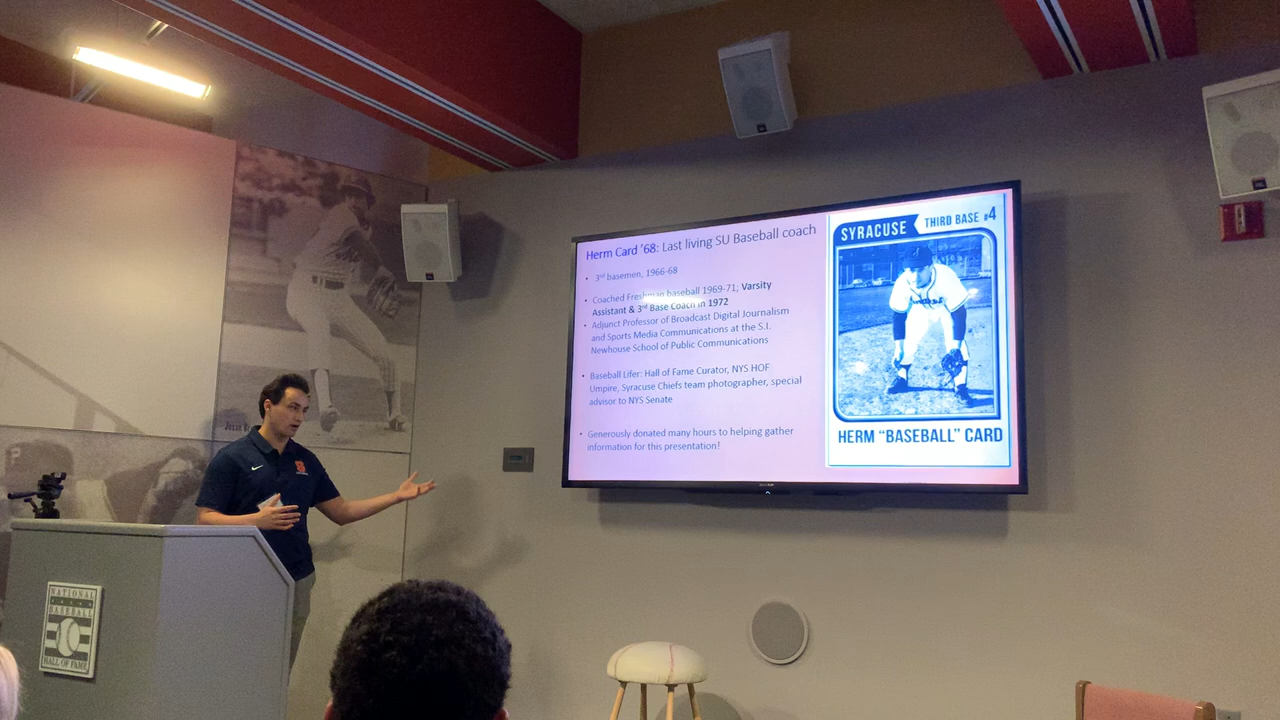 Herm Card '68: Last living SU Baseball coach
• 3rd basemen, 1966-68
• Coached Freshman baseball 1969-71; Varsity
Assistant & 3rd Base Coach in 1972
• Adjunct Professor of Broadcast Digital Journalism
and Sports Media Communications at the S.I.
Newhouse School of Public Communications
• Baseball Lifer: Hall of Fame Curator, NYS HOF
Umpire, Syracuse Chiefs team photographer, special
advisor to NYS Senate
• Generously donated many hours to helping gather
information for this presentation!
SYRACUSE
THIRD BASE #4
HERM "BASEBALL" CARD
NATIONAL
BASEBALL
HALL OF FAME
S
P
JBL